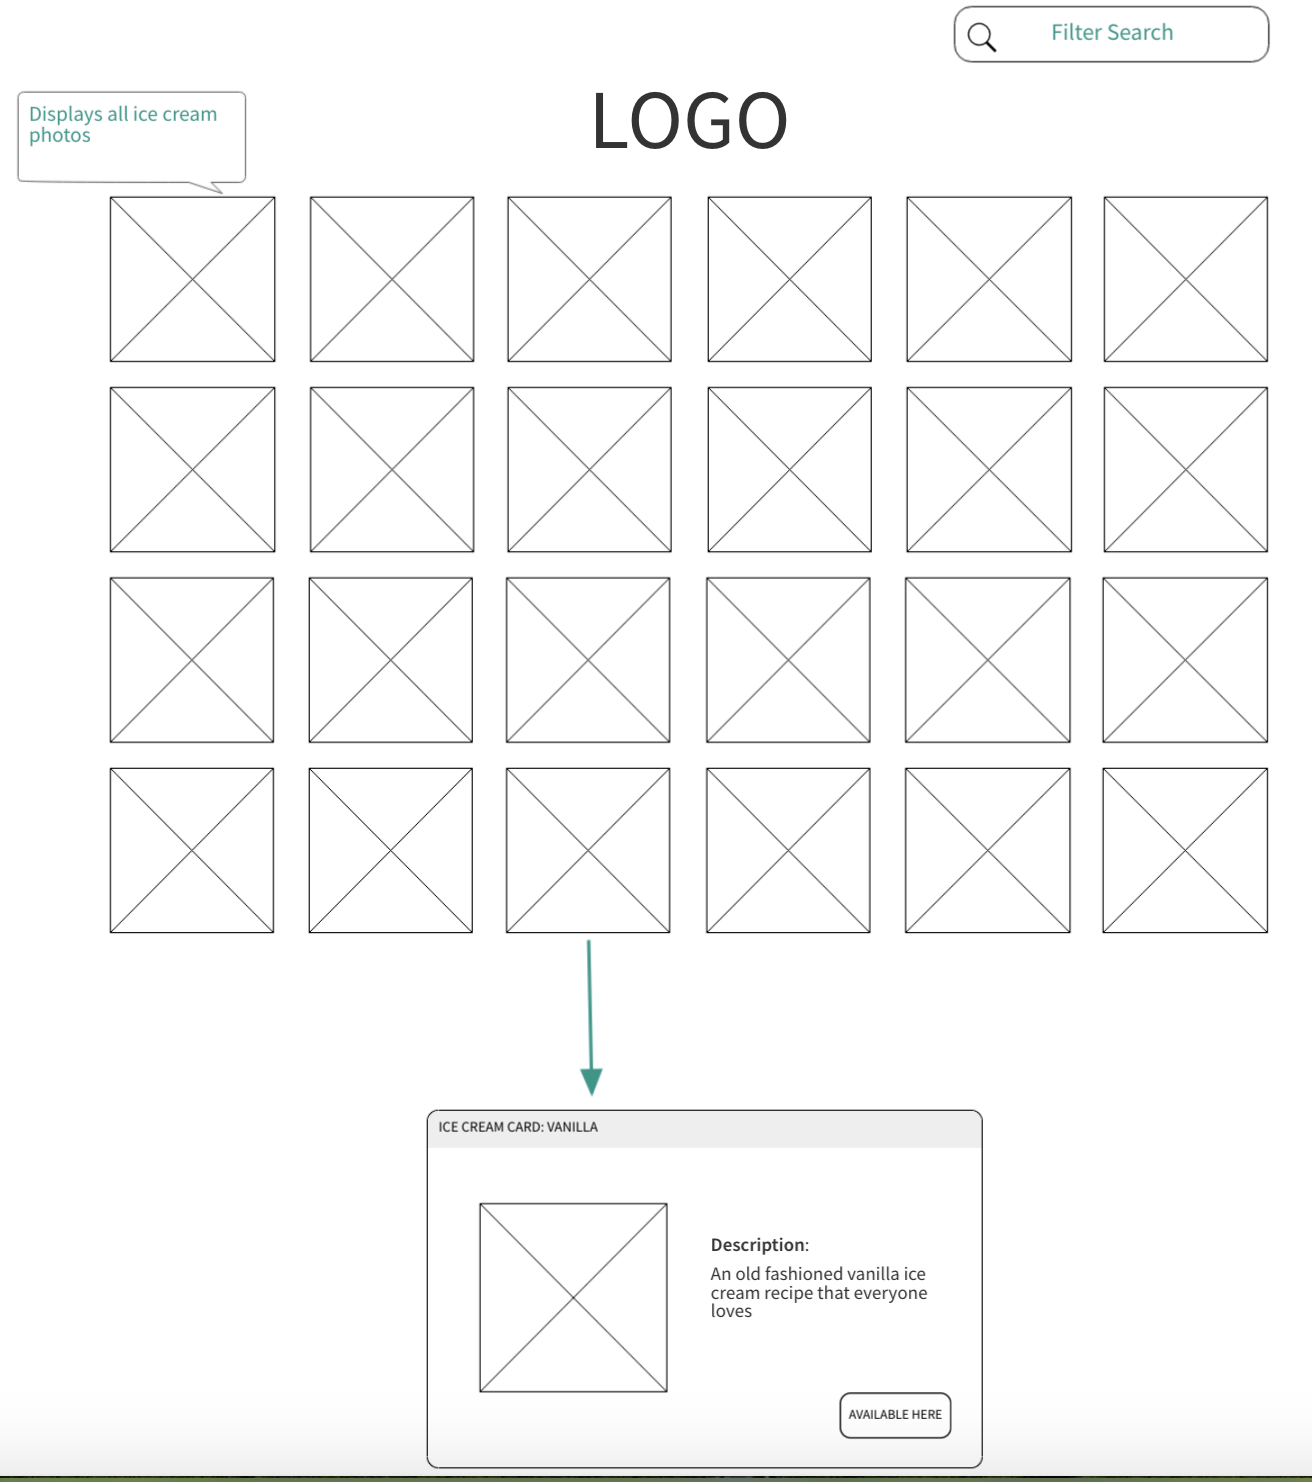 Filter Search
Displays all ice cream
photos
LOGO
ICE CREAM CARD: VANILLA
Description:
An old fashioned vanilla ice
cream recipe that everyone
loves
AVAILABLE HERE